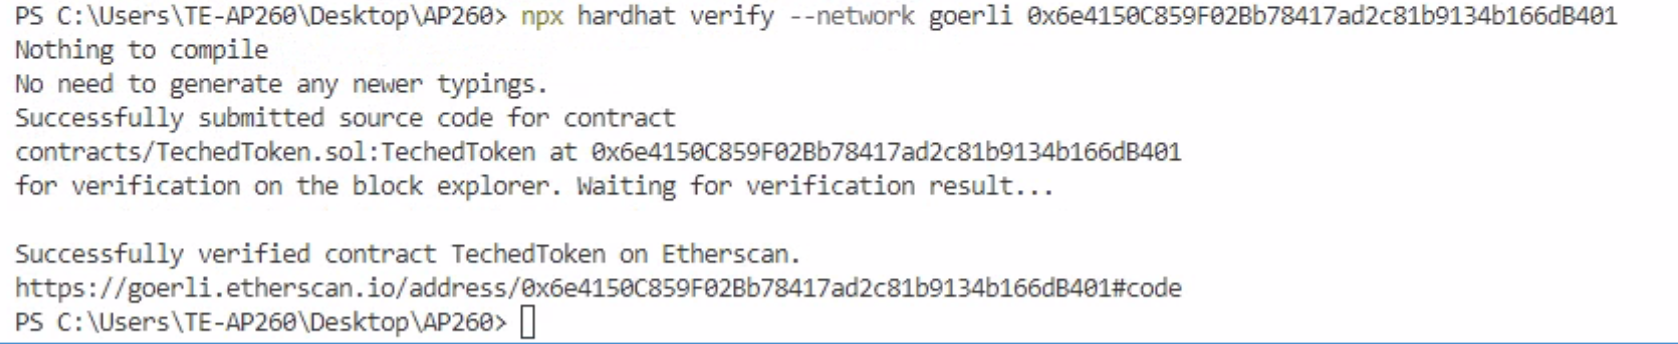 PS C:\Users\TE-AP260\Desktop\AP260> npx hardhat verify --network goerli 0x6e4150C859F02Bb78417ad2c81b9134b166dB401
Nothing to compile
No need to generate any newer typings.
Successfully submitted source code for contract
contracts/TechedToken.sol:TechedToken at 0x6e4150C859F02Bb78417ad2c81b9134b166dB401
for verification on the block explorer. Waiting for verification result...
Successfully verified contract TechedToken on Etherscan.
https://goerli.etherscan.io/address/0x6e4150C859F02Bb78417ad2c81b9134b166dB401#code
PS C:\Users\TE-AP260\Desktop\AP260>